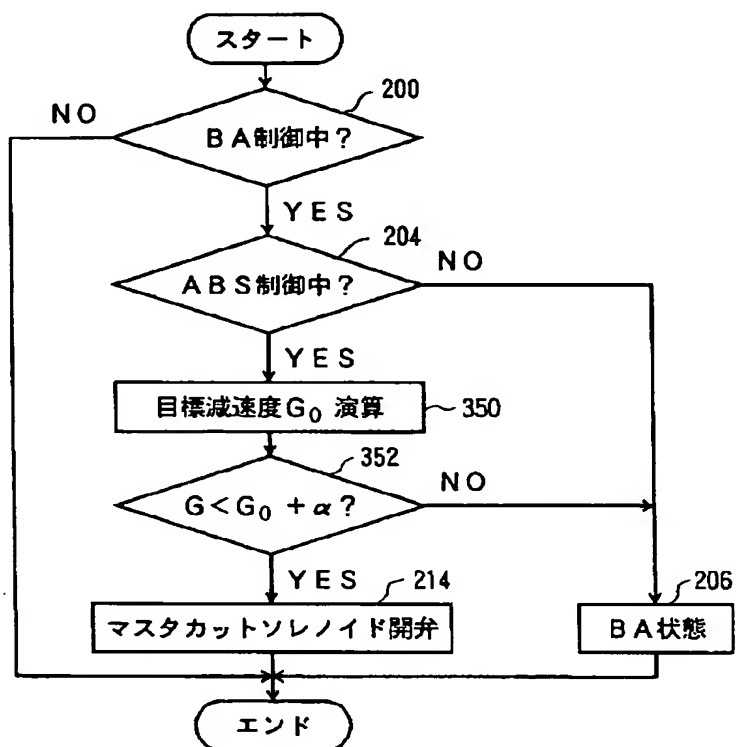 スタート
200
NO
BA制御中?
YES
204
ABS制御中?
NO
YES
目標減速度G₀ 演算
350
352
G<G₀ +α?
NO
YES
214
206
マスタカットソレノイド開弁
BA状態
エンド